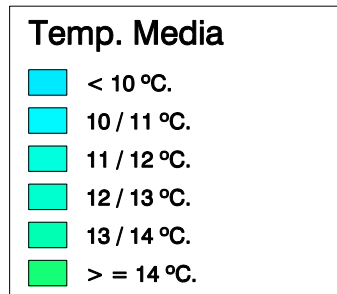 Temp. Media
< 10 ºC.
10 / 11 ºC.
11 / 12 ºC.
12 / 13 ºC.
13 / 14 ºC.
> = 14 ºC.